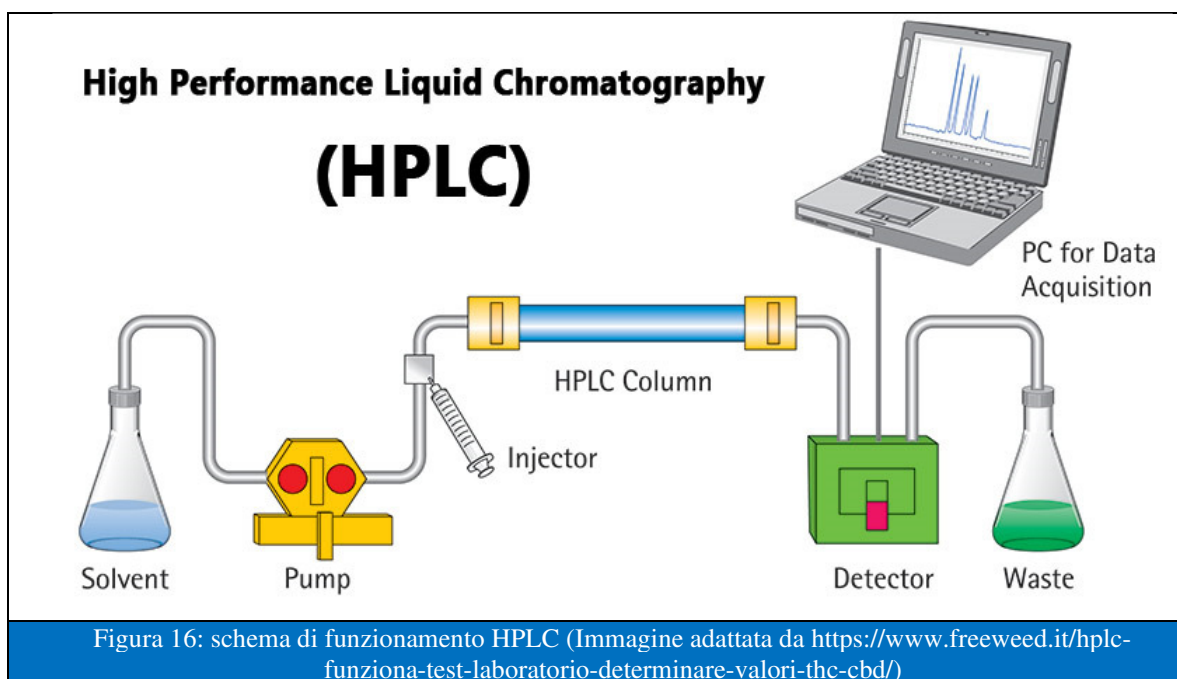 High Performance Liquid Chromatography
(HPLC)
PC for Data
Acquisition
HPLC Column
Injector
Solvent
Pump
Detector
Waste
Figura 16: schema di funzionamento HPLC (Immagine adattata da https://www.freeweed.it/hplc-
funziona-test-laboratorio-determinare-valori-thc-cbd/)